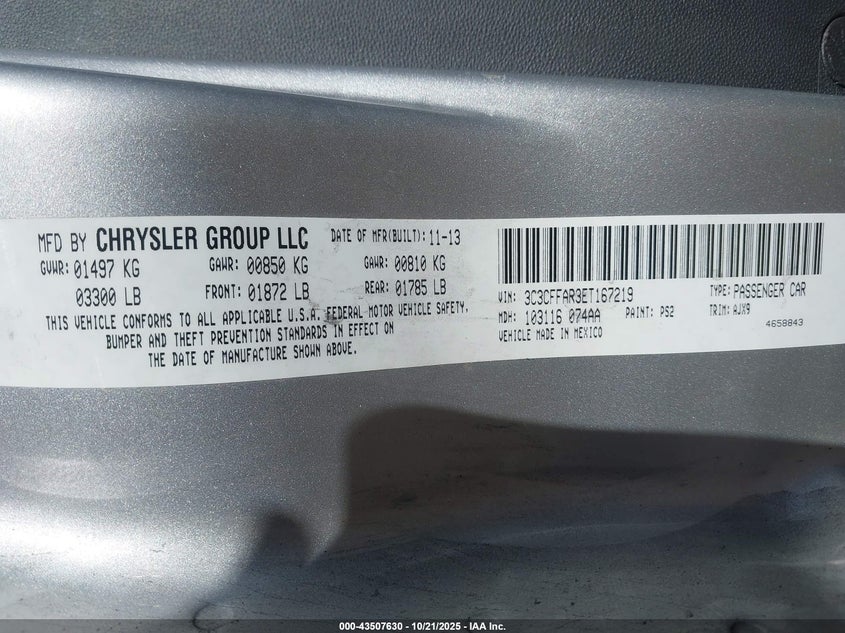 MFD BY CHRYSLER GROUP LLC DATE OF MFR(BUILT): 11-13
GVWR: 01497 KG GAWR: 00850 KG GAWR: 00810 KG
03300 LB FRONT: 01872 LB REAR: 01785 LB
THIS VEHICLE CONFORMS TO ALL APPLICABLE U.S.A. FEDERAL MOTOR VEHICLE SAFETY,
BUMPER AND THEFT PREVENTION STANDARDS IN EFFECT ON
THE DATE OF MANUFACTURE SHOWN ABOVE.
VIN: 3C3CFFAR3ET167219 TYPE: PASSENGER CAR
MDH: 103116 074AA PAINT: PS2 TRIM: AJX9
VEHICLE MADE IN MEXICO 4658843
000-43507630 - 10/21/2025 - IAA Inc.